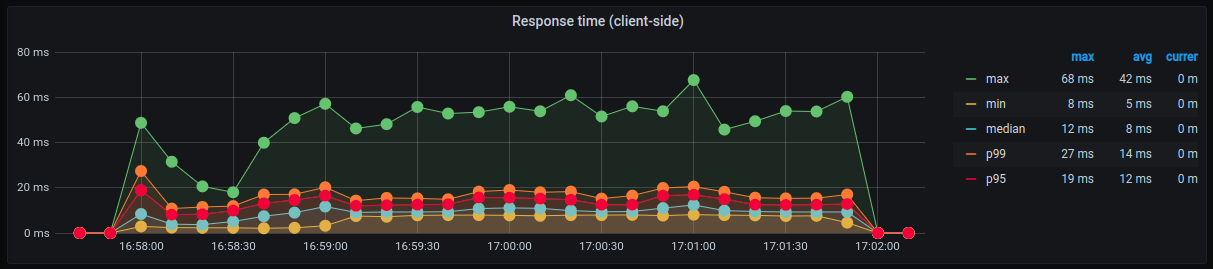 Response time (client-side)
80 ms
60 ms
40 ms
20 ms
0 ms
16:58:00 16:58:30 16:59:00 16:59:30 17:00:00 17:00:30 17:01:00 17:01:30 17:02:00
max avg curren
max 68 ms 42 ms 0 m
min 8 ms 5 ms 0 m
median 12 ms 8 ms 0 m
p99 27 ms 14 ms 0 m
p95 19 ms 12 ms 0 m